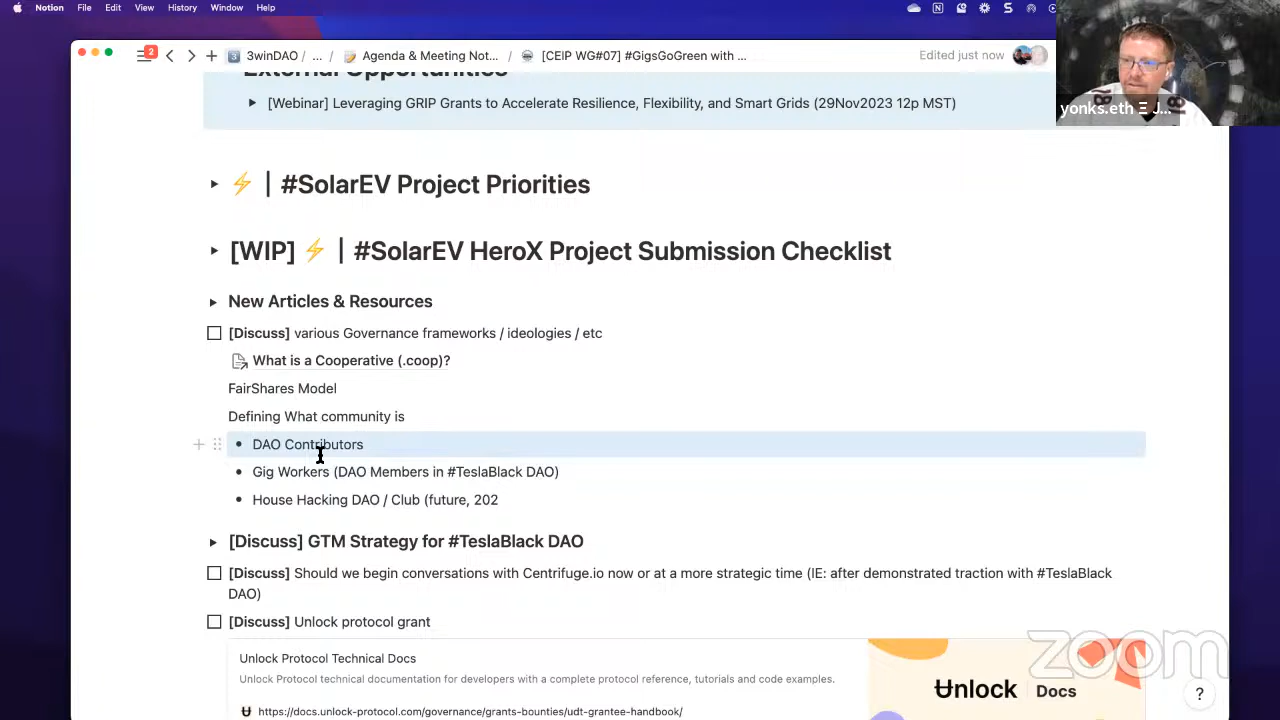 Notion File Edit View History Window Help
2
3winDAO / ... / Agenda & Meeting Not... / [CEIP WG#07] #GigsGoGreen with ...
Edited just now
yonks.eth Ξ J...
External Opportunities
[Webinar] Leveraging GRIP Grants to Accelerate Resilience, Flexibility, and Smart Grids (29Nov2023 12p MST)
⚡ | #SolarEV Project Priorities
[WIP] ⚡ | #SolarEV HeroX Project Submission Checklist
New Articles & Resources
[Discuss] various Governance frameworks / ideologies / etc
What is a Cooperative (.coop)?
FairShares Model
Defining What community is
• DAO Contributors
• Gig Workers (DAO Members in #TeslaBlack DAO)
• House Hacking DAO / Club (future, 202
[Discuss] GTM Strategy for #TeslaBlack DAO
[Discuss] Should we begin conversations with Centrifuge.io now or at a more strategic time (IE: after demonstrated traction with #TeslaBlack
DAO)
[Discuss] Unlock protocol grant
Unlock Protocol Technical Docs
Unlock Protocol technical documentation for developers with a complete protocol reference, tutorials and code examples.
https://docs.unlock-protocol.com/governance/grants-bounties/udt-grantee-handbook/
Unlock | Docs
zoom
?